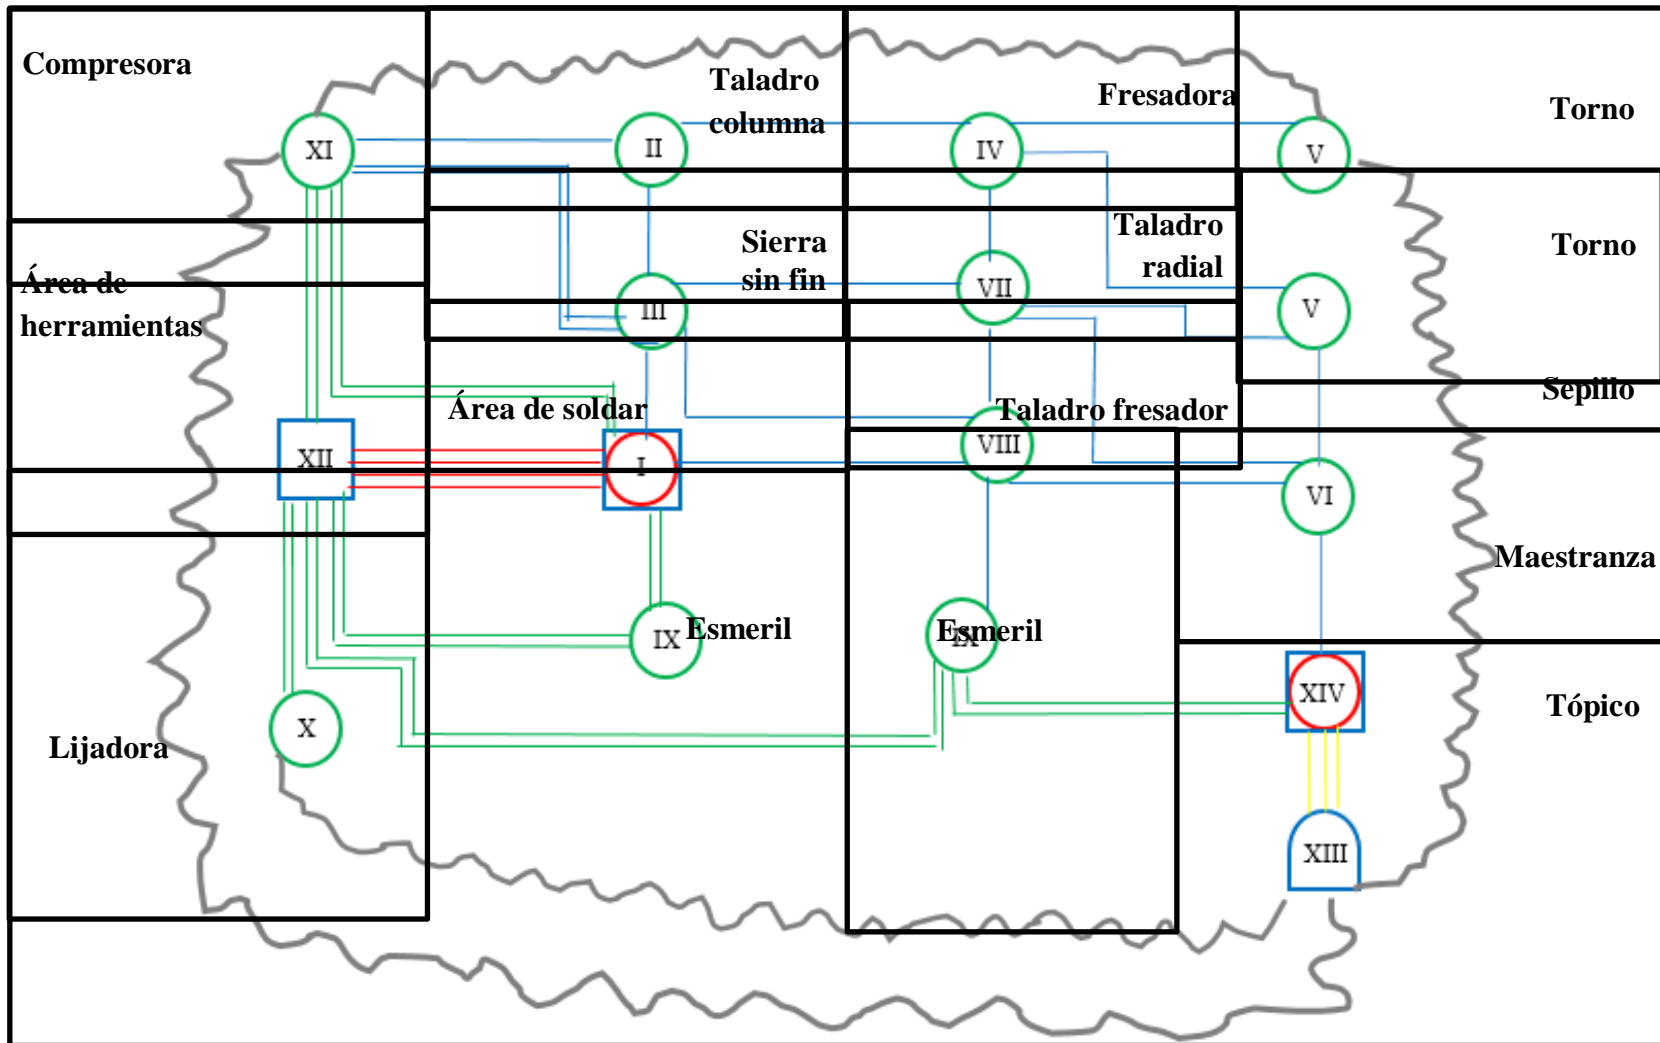 Compresora
Taladro
columna
Fresadora
Torno
XI
II
IV
V
Sierra
sin fin
Taladro
radial
Torno
Área de
herramientas
III
VII
V
Sepillo
Área de soldar
Taladro fresador
XII
I
VIII
VI
Maestranza
IX
Esmeril
IX
Esmeril
XIV
Tópico
X
Lijadora
XIII